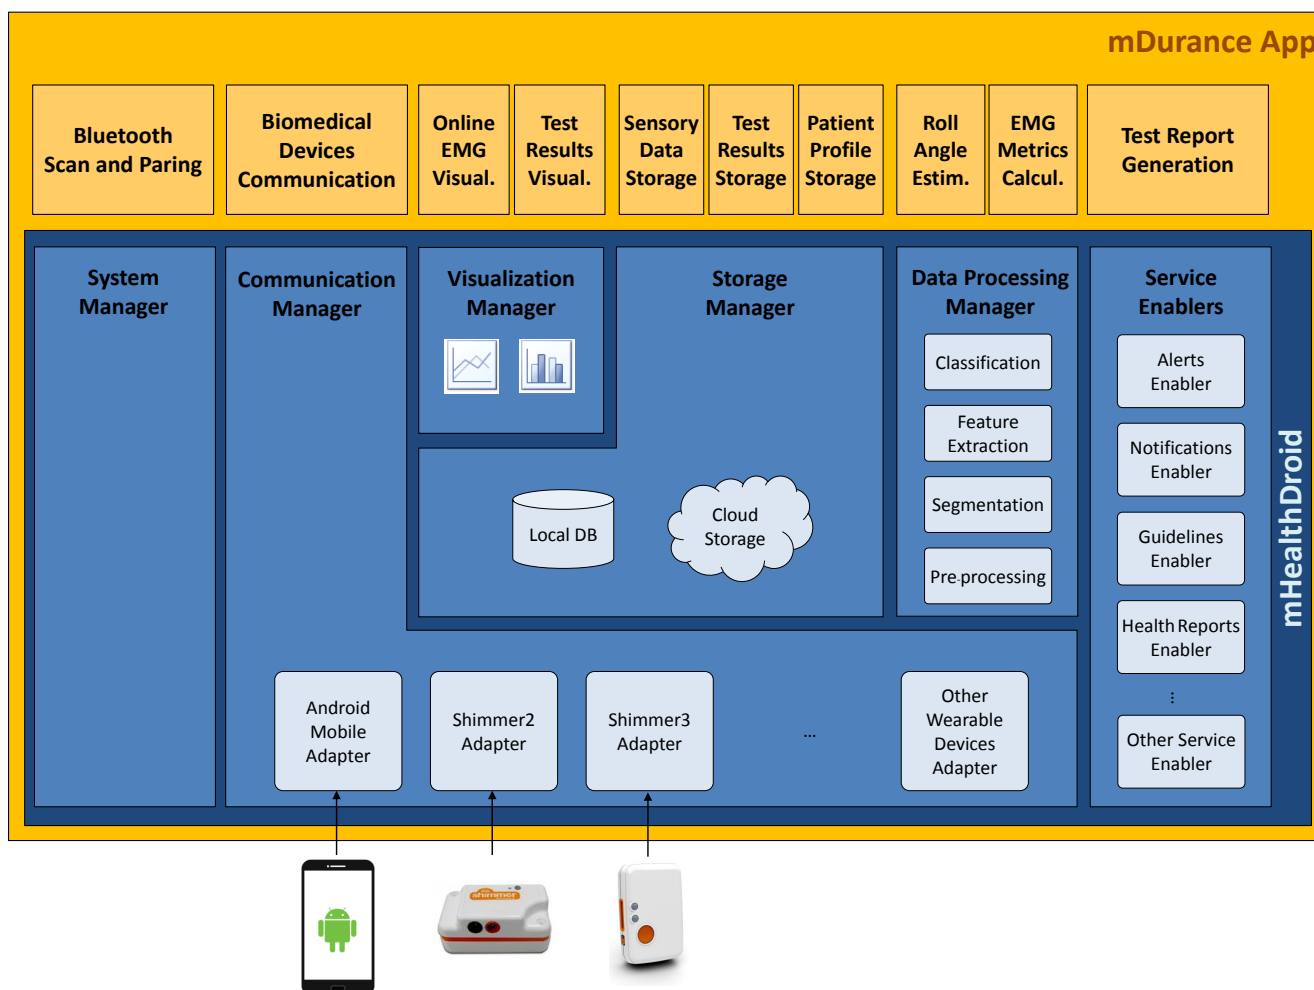 mDurance App
Bluetooth
Scan and Paring
Biomedical
Devices
Communication
Online
EMG
Visual.
Test
Results
Visual.
Sensory
Data
Storage
Test
Results
Storage
Patient
Profile
Storage
Roll
Angle
Estim.
EMG
Metrics
Calcul.
Test Report
Generation
System
Manager
Communication
Manager
Visualization
Manager
Storage
Manager
Data Processing
Manager
Service
Enablers
Classification
Feature
Extraction
Segmentation
Pre-processing
Alerts
Enabler
Notifications
Enabler
Guidelines
Enabler
Health Reports
Enabler
...
Other Service
Enabler
mHealthDroid
Local DB
Cloud
Storage
Android
Mobile
Adapter
Shimmer2
Adapter
Shimmer3
Adapter
...
Other
Wearable
Devices
Adapter
shimmer